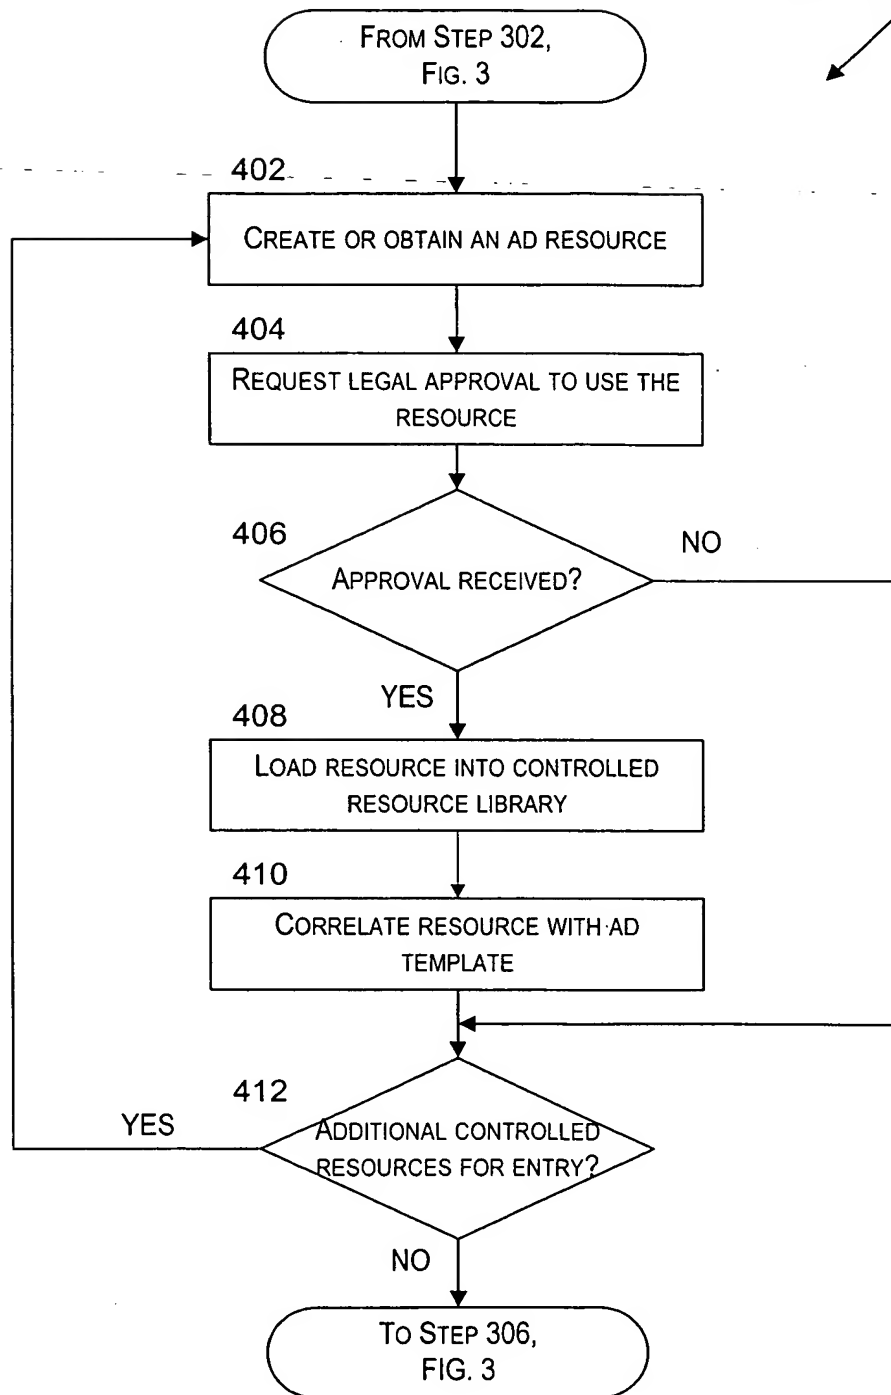 FROM STEP 302,
FIG. 3
402
CREATE OR OBTAIN AN AD RESOURCE
404
REQUEST LEGAL APPROVAL TO USE THE
RESOURCE
406
APPROVAL RECEIVED?
NO
YES
408
LOAD RESOURCE INTO CONTROLLED
RESOURCE LIBRARY
410
CORRELATE RESOURCE WITH AD
TEMPLATE
412
YES
ADDITIONAL CONTROLLED
RESOURCES FOR ENTRY?
NO
TO STEP 306,
FIG. 3